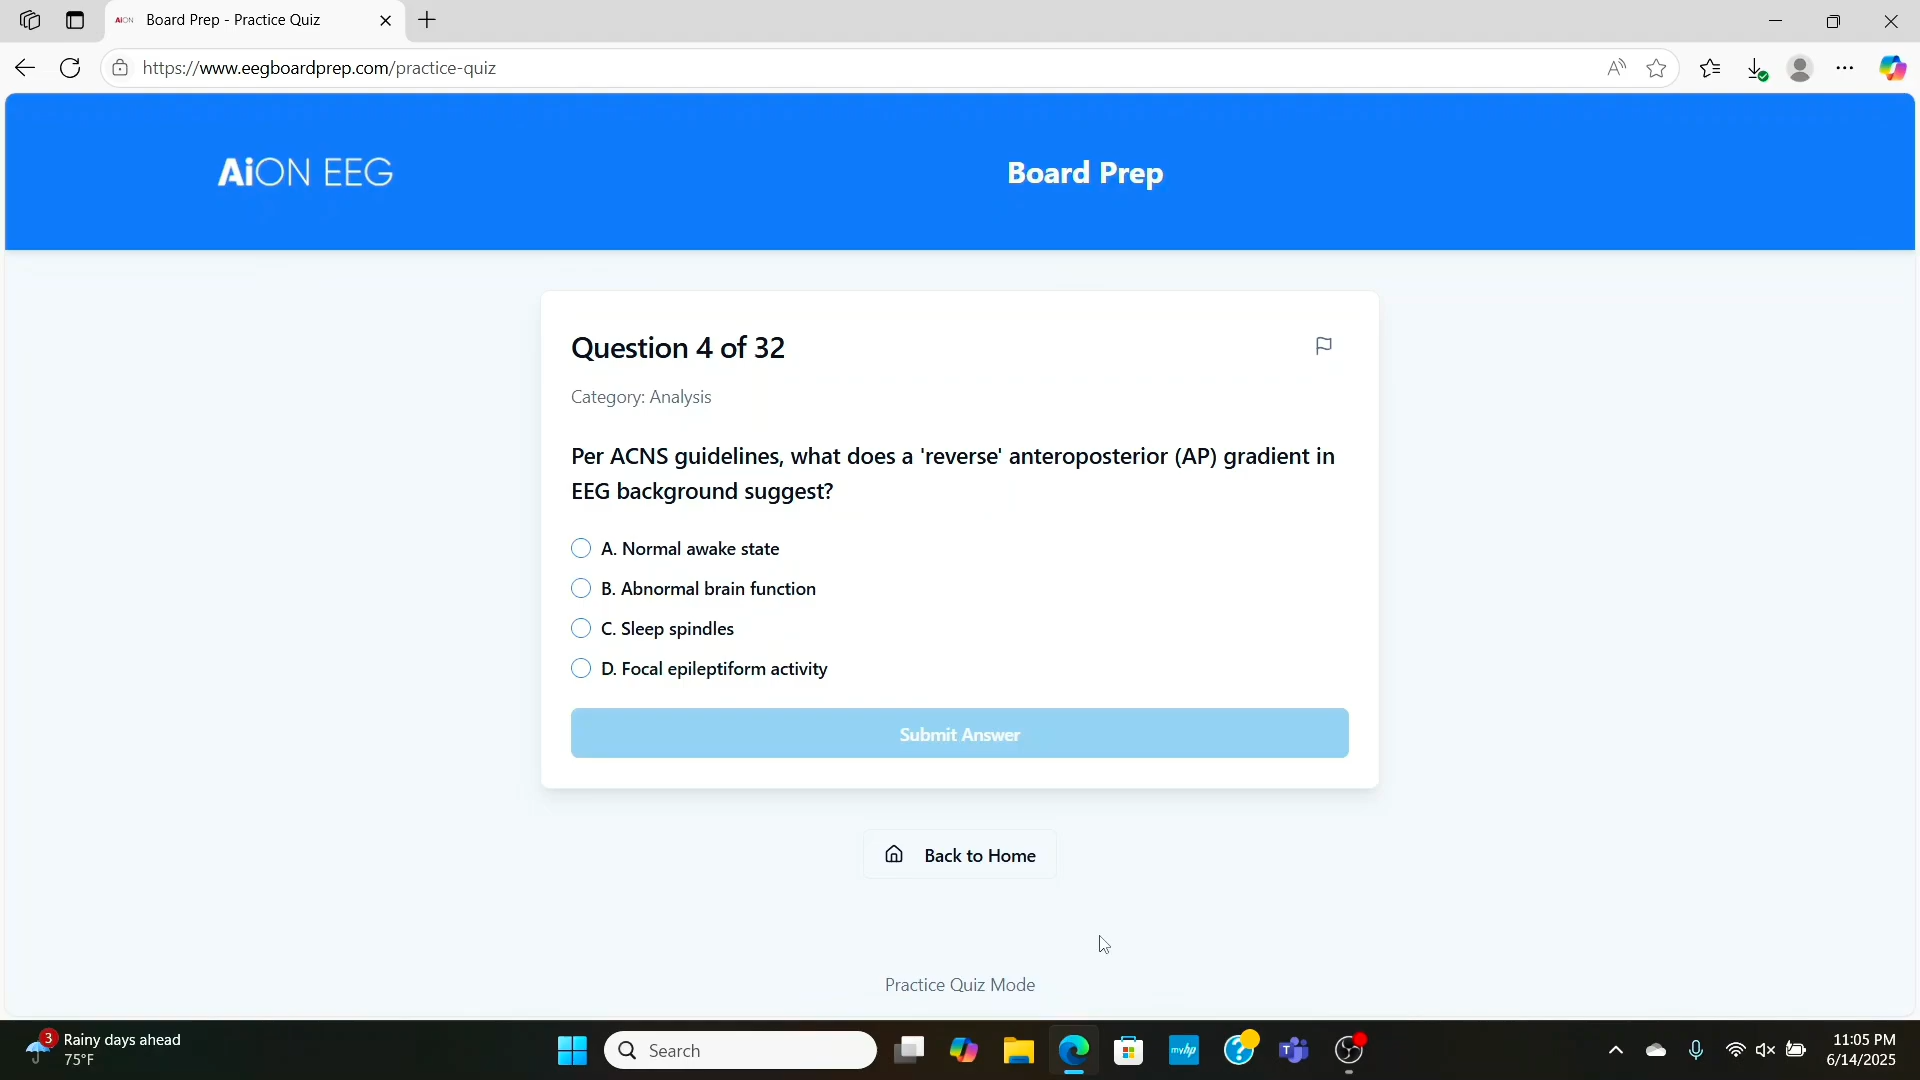 AiON Board Prep - Practice Quiz
https://www.eegboardprep.com/practice-quiz
AiON EEG
Board Prep
Question 4 of 32
Category: Analysis
Per ACNS guidelines, what does a 'reverse' anteroposterior (AP) gradient in
EEG background suggest?
A. Normal awake state
B. Abnormal brain function
C. Sleep spindles
D. Focal epileptiform activity
Submit Answer
Back to Home
Practice Quiz Mode
3
Rainy days ahead
75°F
Search
myhp
11:05 PM
6/14/2025